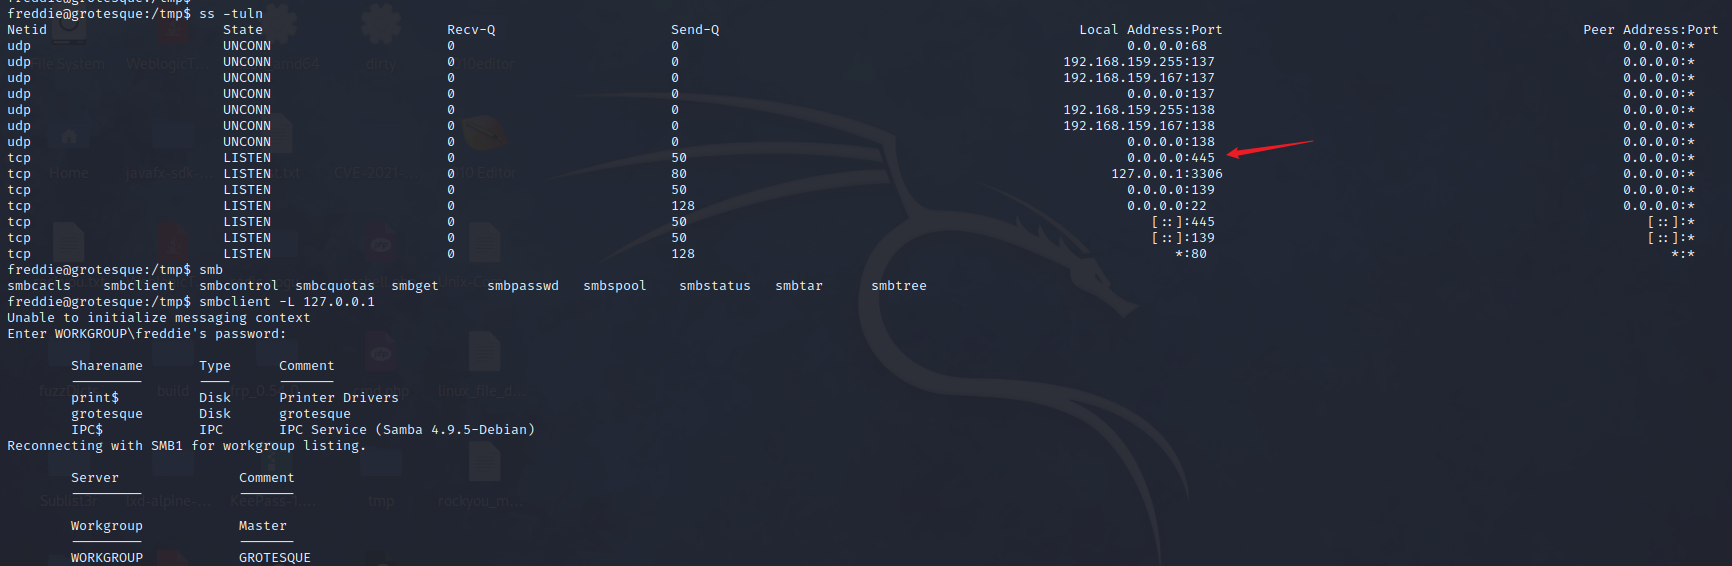 freddie@grotesque:/tmp$ ss -tuln
Netid State Recv-Q Send-Q Local Address:Port Peer Address:Port
udp UNCONN 0 0 0.0.0.0:68 0.0.0.0:*
udp UNCONN 0 0 192.168.159.255:137 0.0.0.0:*
udp UNCONN 0 0 192.168.159.167:137 0.0.0.0:*
udp UNCONN 0 0 0.0.0.0:137 0.0.0.0:*
udp UNCONN 0 0 192.168.159.255:138 0.0.0.0:*
udp UNCONN 0 0 192.168.159.167:138 0.0.0.0:*
udp UNCONN 0 0 0.0.0.0:138 0.0.0.0:*
tcp LISTEN 0 50 0.0.0.0:445 0.0.0.0:*
tcp LISTEN 0 80 127.0.0.1:3306 0.0.0.0:*
tcp LISTEN 0 50 0.0.0.0:139 0.0.0.0:*
tcp LISTEN 0 128 0.0.0.0:22 0.0.0.0:*
tcp LISTEN 0 50 [::]:445 [::]:*
tcp LISTEN 0 50 [::]:139 [::]:*
tcp LISTEN 0 128 *:80 *:*
freddie@grotesque:/tmp$ smb
smbcacls smbclient smbcontrol smbcquotas smbget smbpasswd smbspool smbstatus smbtar smbtree
freddie@grotesque:/tmp$ smbclient -L 127.0.0.1
Unable to initialize messaging context
Enter WORKGROUP\freddie's password:
Sharename Type Comment
--------- ---- -------
print$ Disk Printer Drivers
grotesque Disk grotesque
IPC$ IPC IPC Service (Samba 4.9.5-Debian)
Reconnecting with SMB1 for workgroup listing.
Server Comment
--------- -------
Workgroup Master
--------- -------
WORKGROUP GROTESQUE